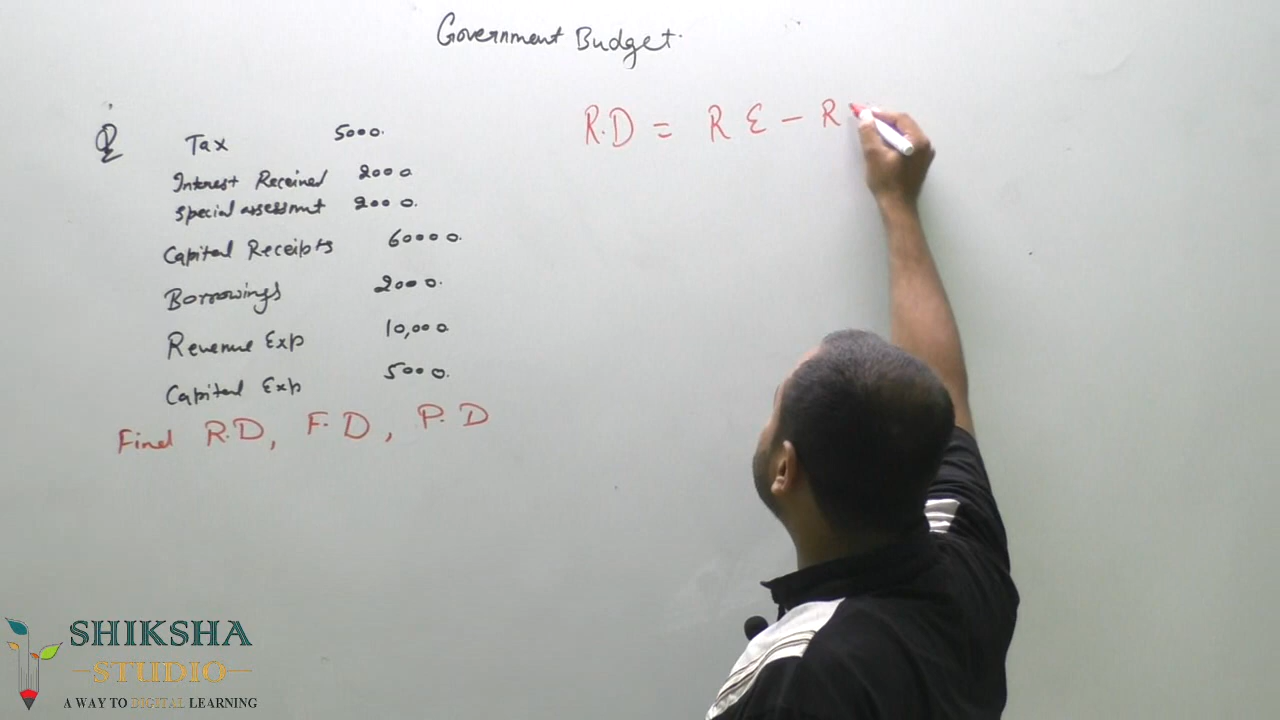 Government Budget.
Q Tax 5000.
Interest Received 2000
Special assessmut 2000.
Capital Receipts 60000.
Borrowings 2000.
Revenue Exp 10,000
Capital Exp 5000.
Find R.D, F.D, P.D
R.D = R E - R
SHIKSHA
STUDIO
A WAY TO DIGITAL LEARNING